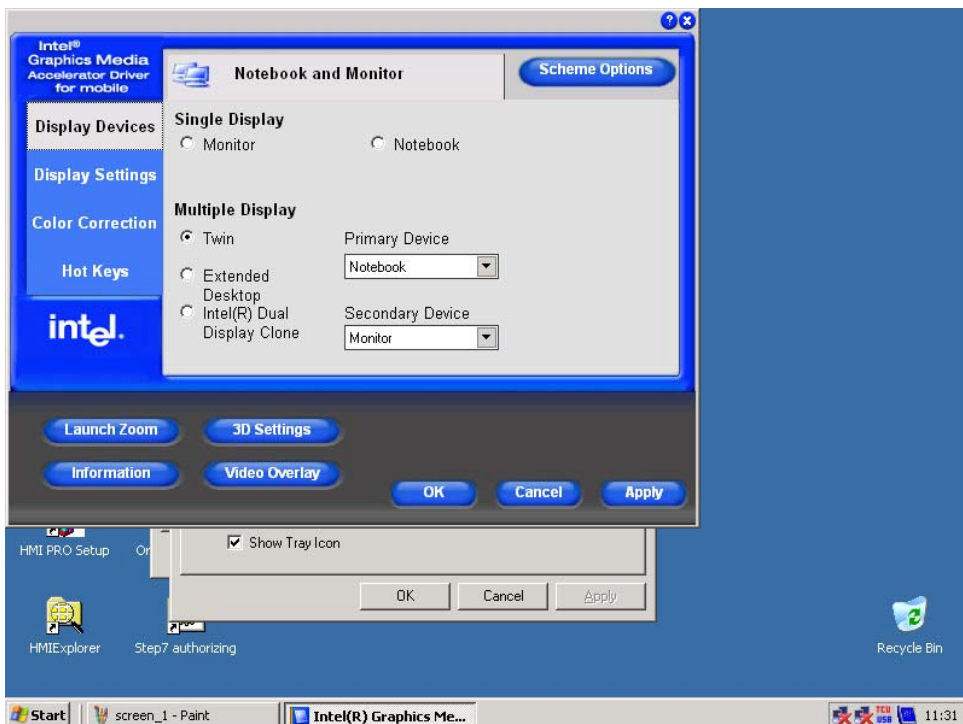 Intel®
Graphics Media
Accelerator Driver
for mobile
Notebook and Monitor
Scheme Options
Display Devices
Display Settings
Color Correction
Hot Keys
intel.
Single Display
Monitor
Notebook
Multiple Display
Twin
Primary Device
Notebook
Extended
Desktop
Intel(R) Dual
Display Clone
Secondary Device
Monitor
Launch Zoom
3D Settings
Information
Video Overlay
OK
Cancel
Apply
HMI PRO Setup
Or
Show Tray Icon
OK
Cancel
Apply
HMIExplorer
Step7 authorizing
Recycle Bin
Start
screen_1 - Paint
Intel(R) Graphics Me...
TCU
USB
11:31